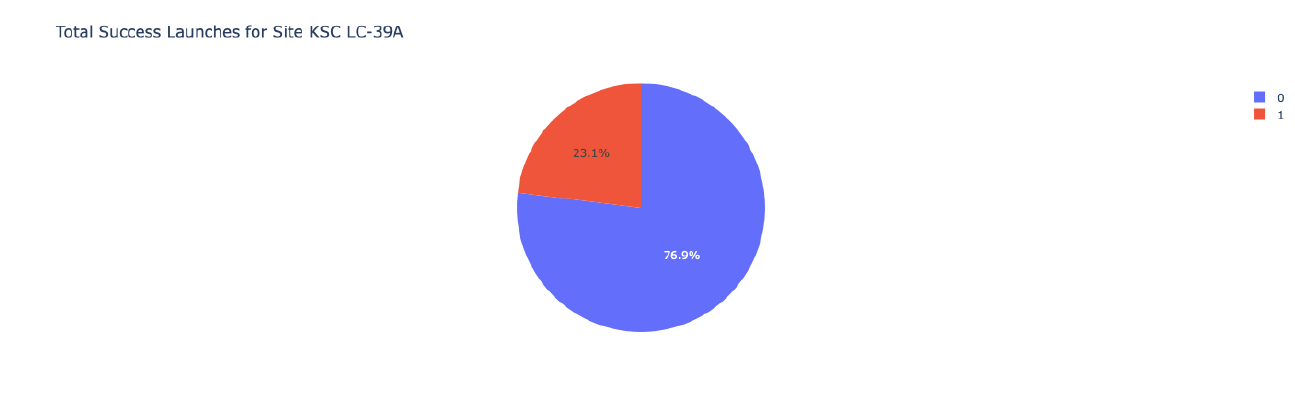 Total Success Launches for Site KSC LC-39A
0
1
23.1%
76.9%